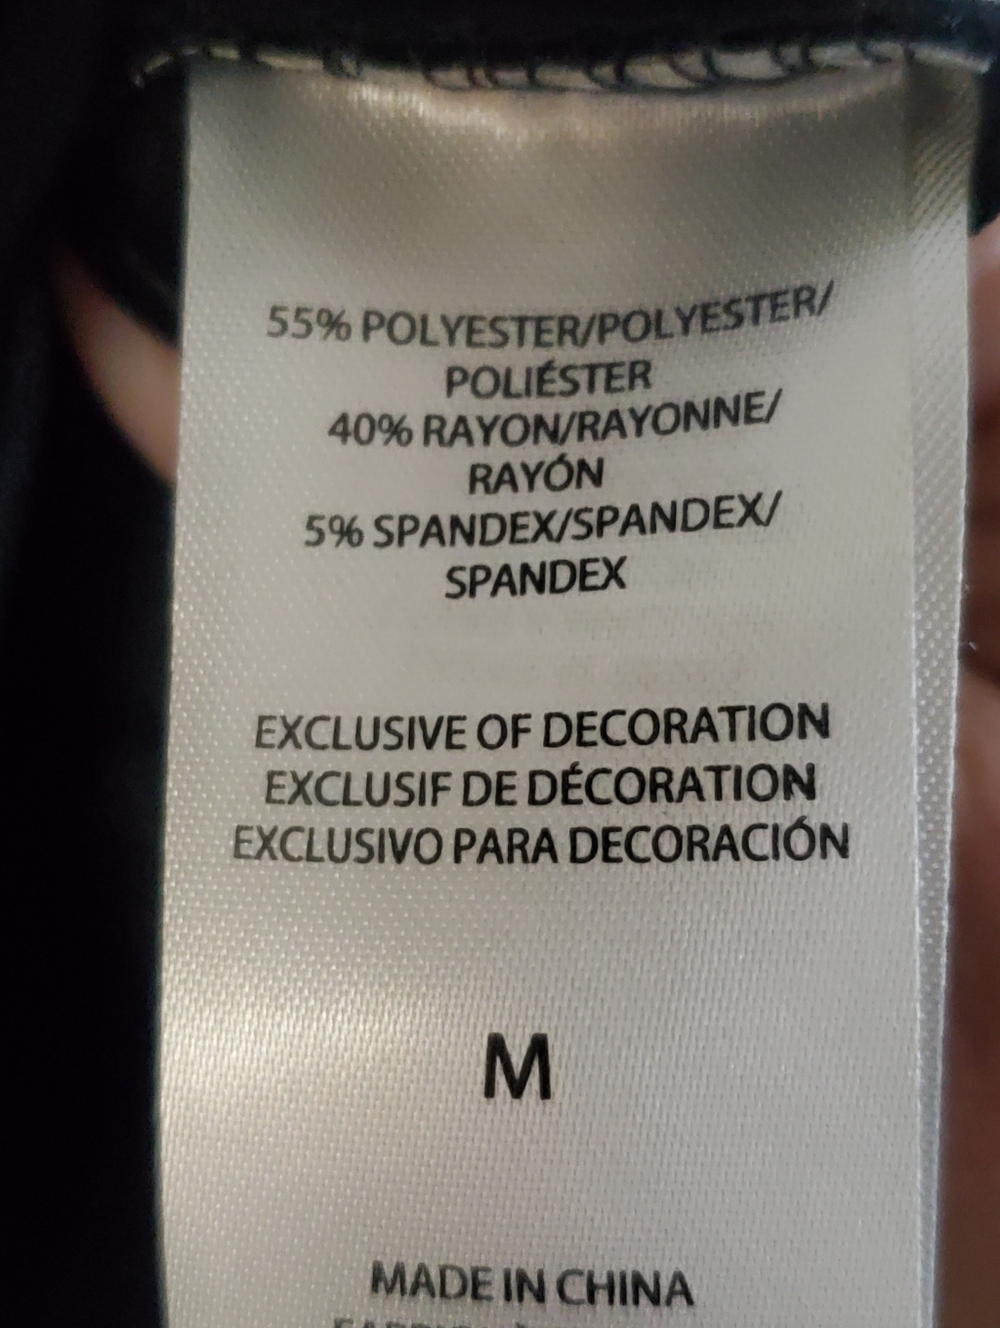 55% POLYESTER/POLYESTER/
POLIÉSTER
40% RAYON/RAYONNE/
RAYÓN
5% SPANDEX/SPANDEX/
SPANDEX
EXCLUSIVE OF DECORATION
EXCLUSIF DE DÉCORATION
EXCLUSIVO PARA DECORACIÓN
M
MADE IN CHINA